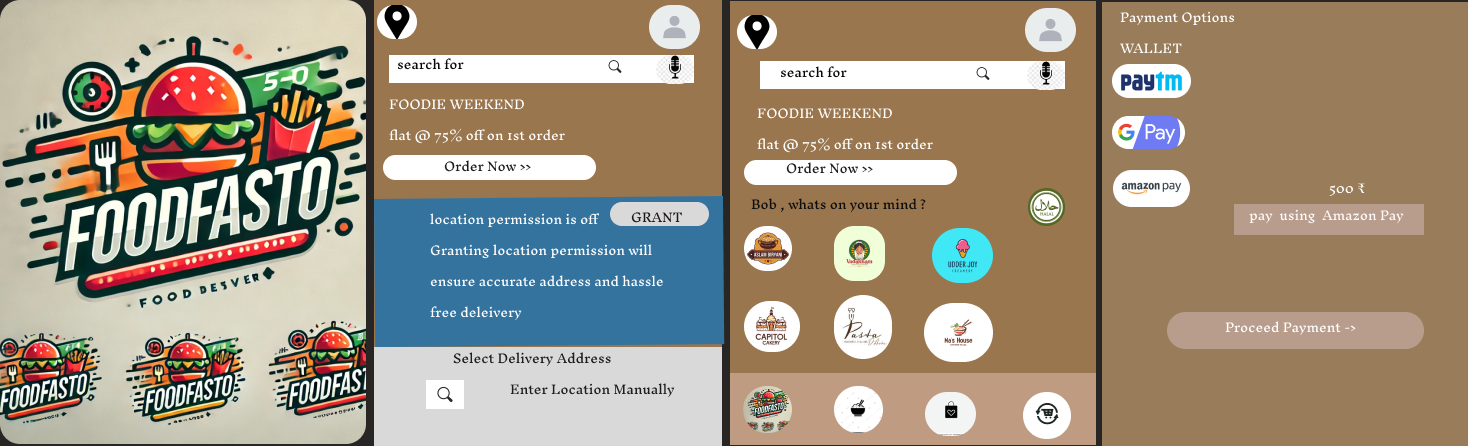 5-0
FOODFASTO
FOOD DESVER
FOODFASTO
FOODFASTO
FOODFASTO
search for
FOODIE WEEKEND
flat @ 75% off on 1st order
Order Now >>
location permission is off
GRANT
Granting location permission will
ensure accurate address and hassle
free deleivery
Select Delivery Address
Enter Location Manually
search for
FOODIE WEEKEND
flat @ 75% off on 1st order
Order Now >>
Bob , whats on your mind ?
حلال
HALAL
ASLAM BIRYANI
UDDER JOY
CREAMERY
CAPITOL
CAKERY
Pasta
Na's House
FOODFASTO
Payment Options
WALLET
paytm
G Pay
amazon pay
500 ₹
pay using Amazon Pay
Proceed Payment ->